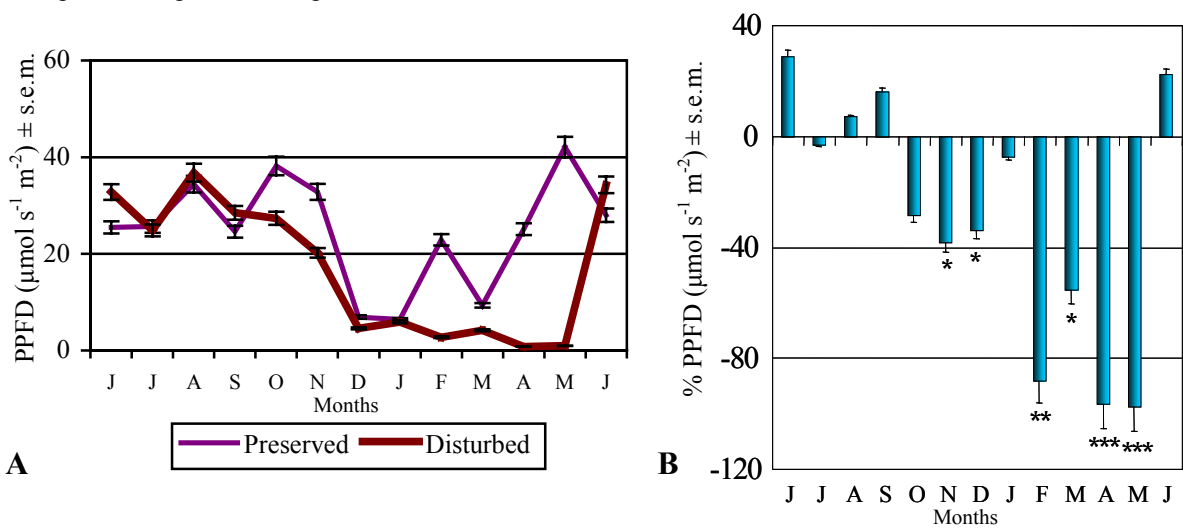 60
40
20
0
PPFD (µmol s⁻¹ m⁻²) ± s.e.m.
J J A S O N D J F M A M J
Months
Preserved Disturbed
A
40
0
-40
-80
-120
% PPFD (µmol s⁻¹ m⁻²) ± s.e.m.
* * ** * *** ***
J J A S O N D J F M A M J
Months
B